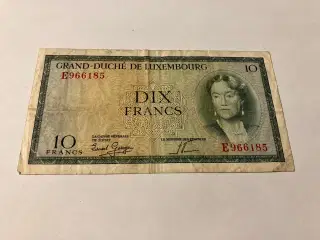 GRAND-DUCHÉ DE LUXEMBOURG
10
E966185
DIX
FRANCS
10
FRANCS
E966185